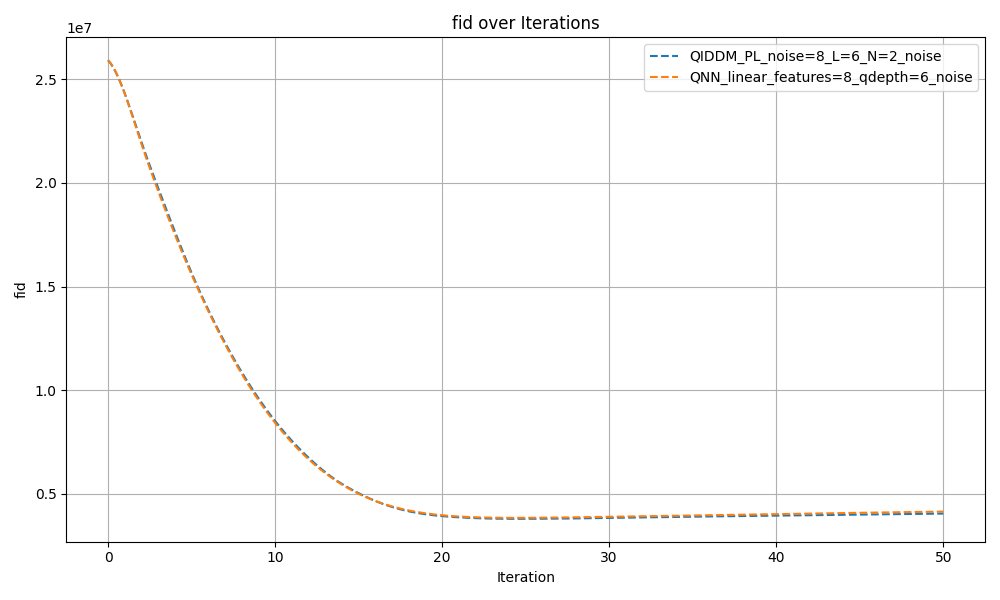 fid over Iterations
1e7
QIDDM_PL_noise=8_L=6_N=2_noise
QNN_linear_features=8_qdepth=6_noise
2.5
2.0
1.5
1.0
0.5
fid
0 10 20 30 40 50
Iteration